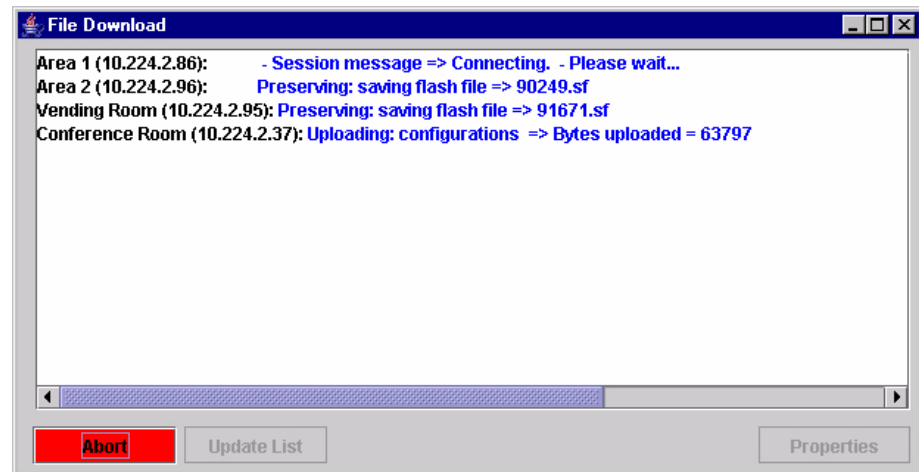 File Download
Area 1 (10.224.2.86): - Session message => Connecting. - Please wait...
Area 2 (10.224.2.96): Preserving: saving flash file => 90249.sf
Vending Room (10.224.2.95): Preserving: saving flash file => 91671.sf
Conference Room (10.224.2.37): Uploading: configurations => Bytes uploaded = 63797
Abort Update List Properties